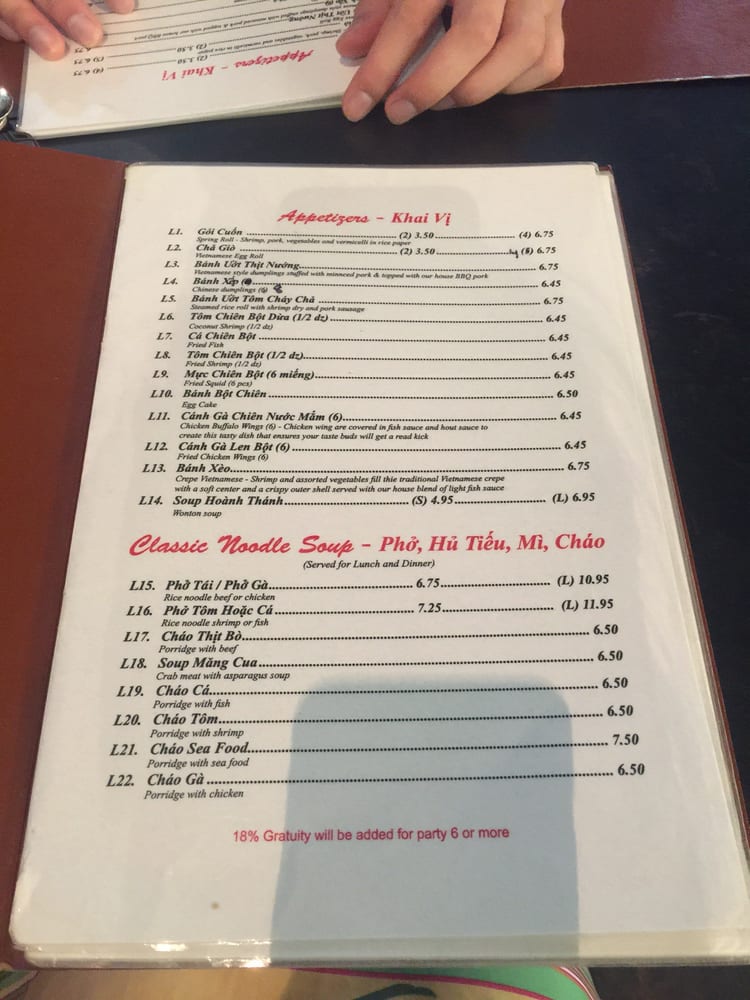 (2) 3.50
(4) 6.75
Appetizers - Khai Vị
Appetizers - Khai Vị
L1. Gỏi Cuốn (2) 3.50 (4) 6.75
Spring Roll - Shrimp, pork, vegetables and vermicelli in rice paper
L2. Chả Giò (2) 3.50 4 (8) 6.75
Vietnamese Egg Roll
L3. Bánh Ướt Thịt Nướng 6.75
Vietnamese style dumplings stuffed with minnced pork & topped with our house BBQ pork
L4. Bánh Xếp 6.45
Chinese dumplings
L5. Bánh Ướt Tôm Cháy Chả 6.75
Steamed rice roll with shrimp dry and pork sausage
L6. Tôm Chiên Bột Dừa (1/2 dz) 6.45
Coconut Shrimp (1/2 dz)
L7. Cá Chiên Bột 6.45
Fried Fish
L8. Tôm Chiên Bột (1/2 dz) 6.45
Fried Shrimp (1/2 dz)
L9. Mực Chiên Bột (6 miếng) 6.45
Fried Squid (6 pcs)
L10. Bánh Bột Chiên 6.50
Egg Cake
L11. Cánh Gà Chiên Nước Mắm (6) 6.45
Chicken Buffalo Wings (6) - Chicken wing are covered in fish sauce and hout sauce to
create this tasty dish that ensures your taste buds will get a read kick
L12. Cánh Gà Len Bột (6) 6.45
Fried Chicken Wings (6)
L13. Bánh Xèo 6.75
Crepe Vietnamese - Shrimp and assorted vegetables fill thie traditional Vietnamese crepe
with a soft center and a crispy outer shell served with our house blend of light fish sauce
L14. Soup Hoành Thánh (S) 4.95 (L) 6.95
Wonton soup
Classic Noodle Soup - Phở, Hủ Tiếu, Mì, Cháo
(Served for Lunch and Dinner)
L15. Phở Tái / Phở Gà 6.75 (L) 10.95
Rice noodle beef or chicken
L16. Phở Tôm Hoặc Cá 7.25 (L) 11.95
Rice noodle shrimp or fish
L17. Cháo Thịt Bò 6.50
Porridge with beef
L18. Soup Măng Cua 6.50
Crab meat with asparagus soup
L19. Cháo Cá 6.50
Porridge with fish
L20. Cháo Tôm 6.50
Porridge with shrimp
L21. Cháo Sea Food 7.50
Porridge with sea food
L22. Cháo Gà 6.50
Porridge with chicken
18% Gratuity will be added for party 6 or more